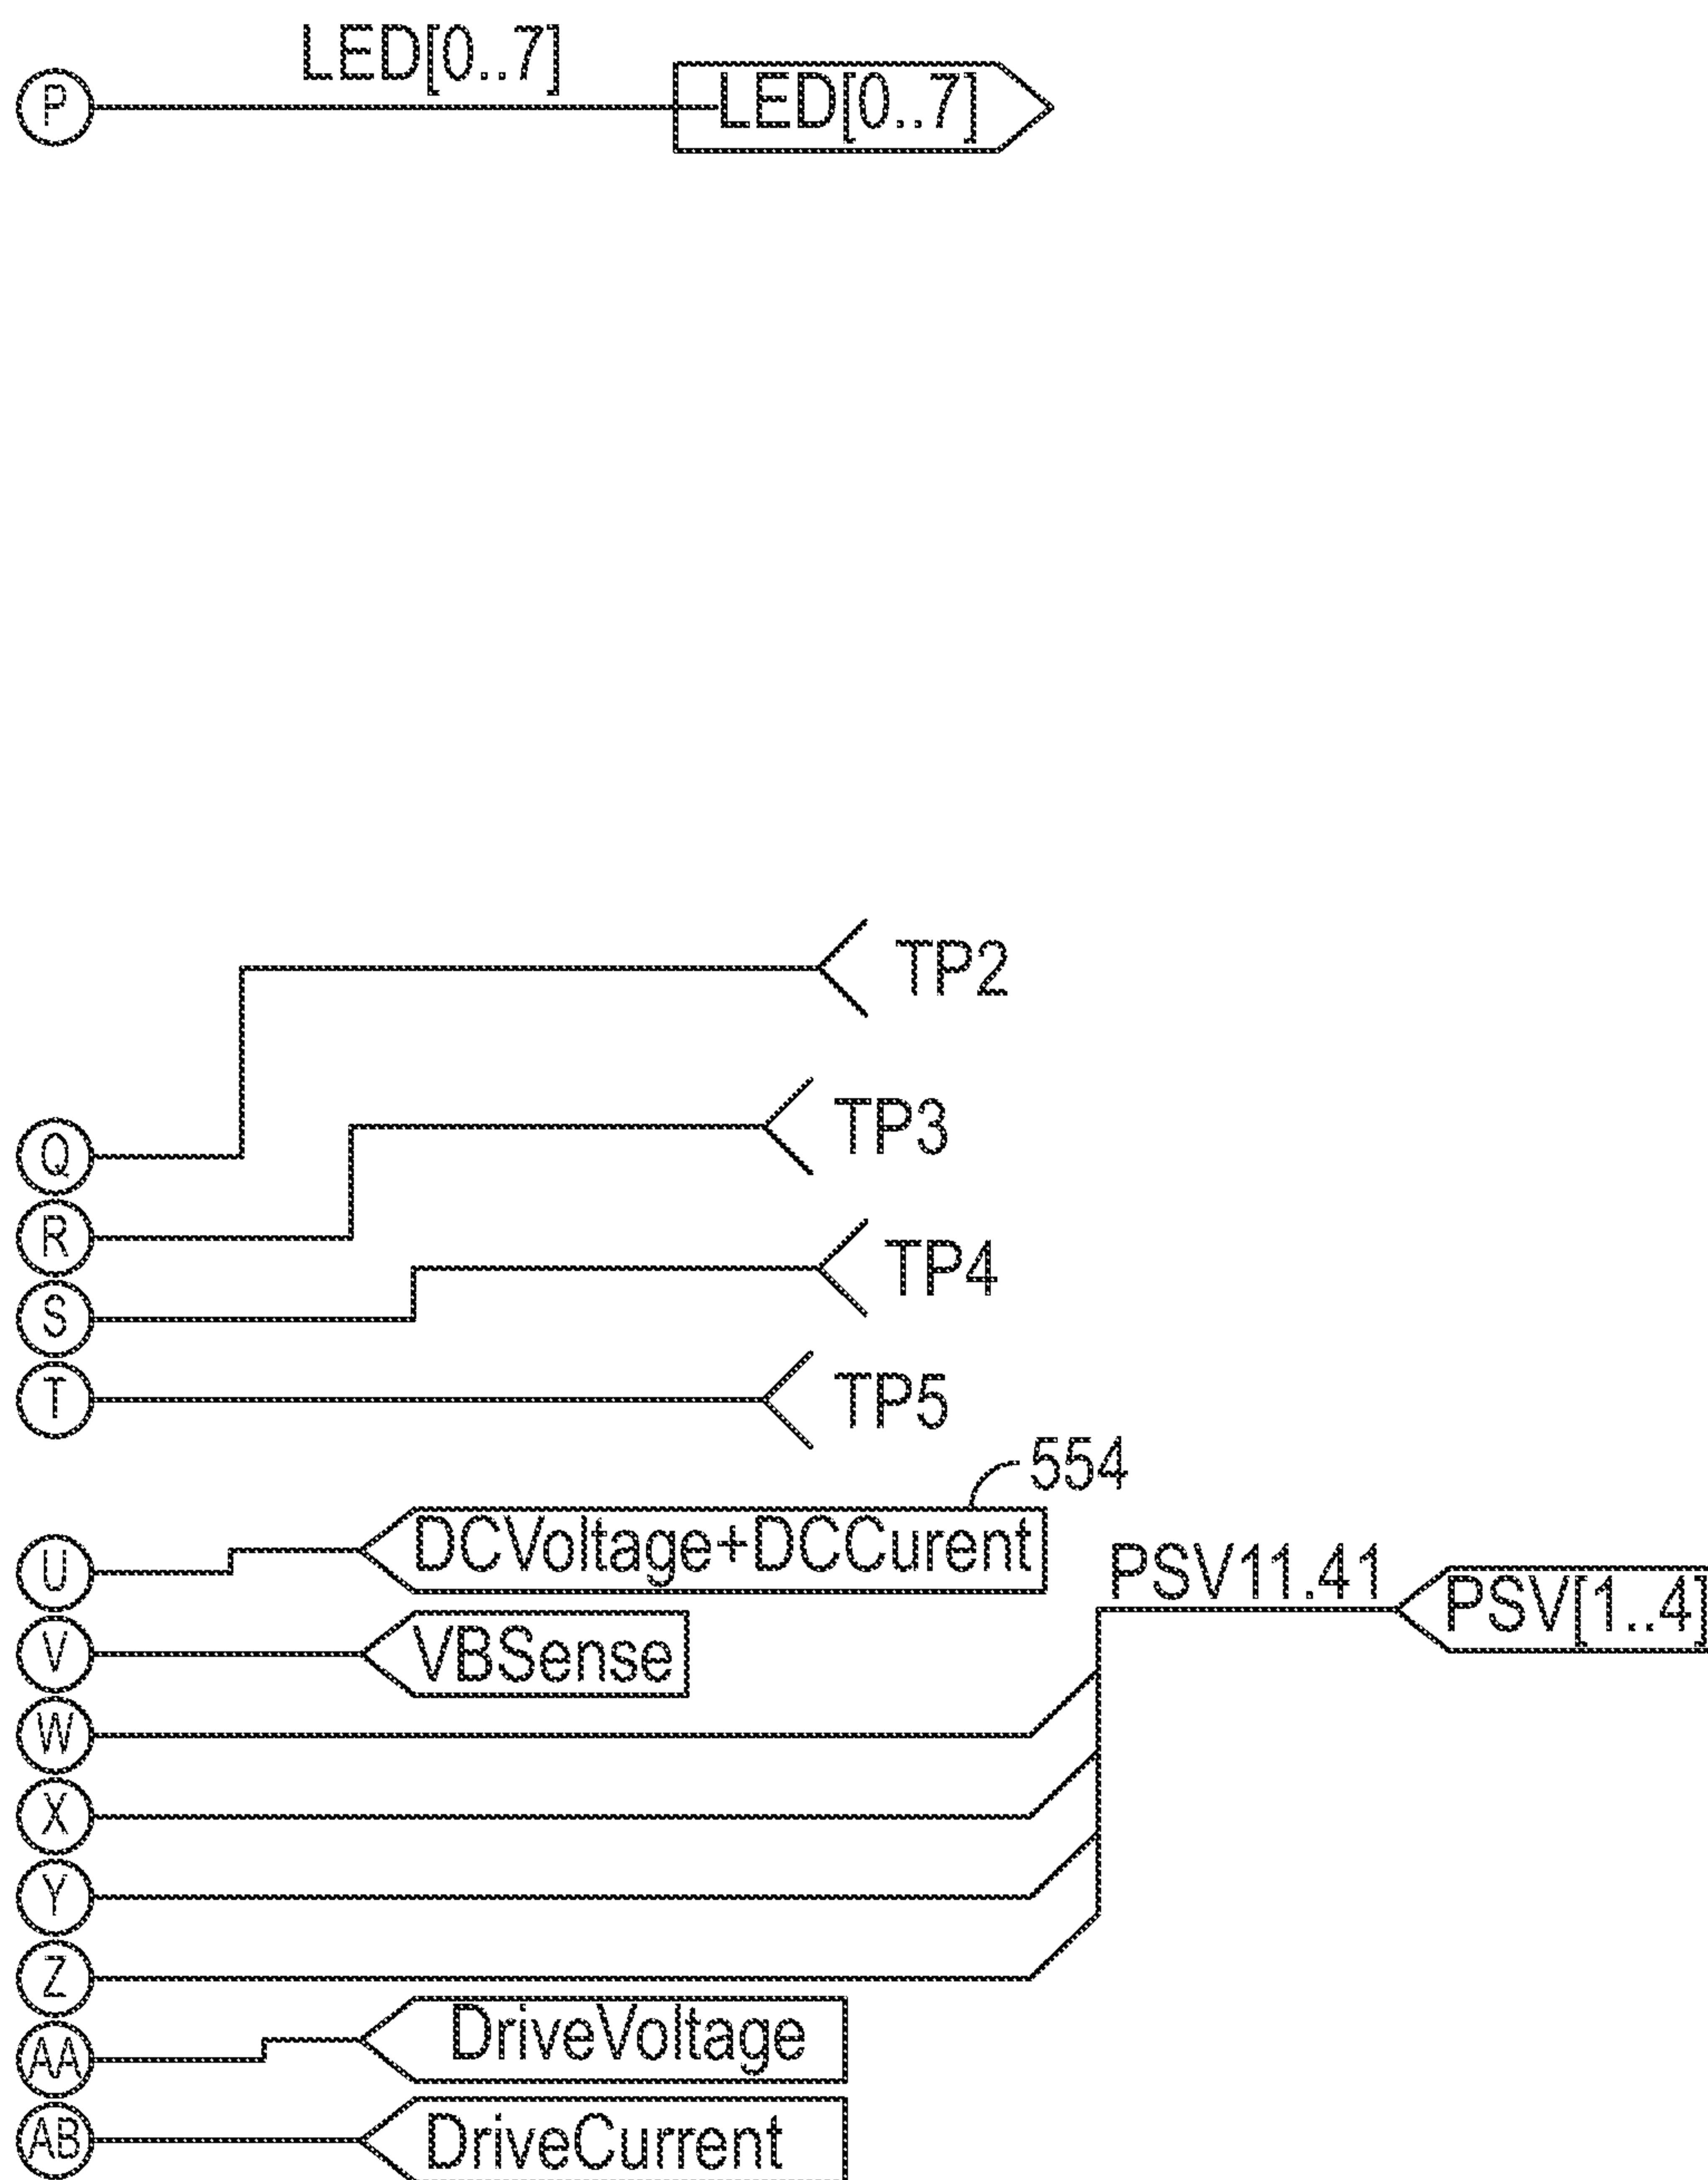 LED[0..7]
P
LED[0..7]
TP2
TP3
Q
R
TP4
S
T
TP5
554
U
DCVoltage+DCCurent
PSV11.41
PSV[1..4]
V
VBSense
W
X
Y
Z
AA
DriveVoltage
AB
DriveCurrent